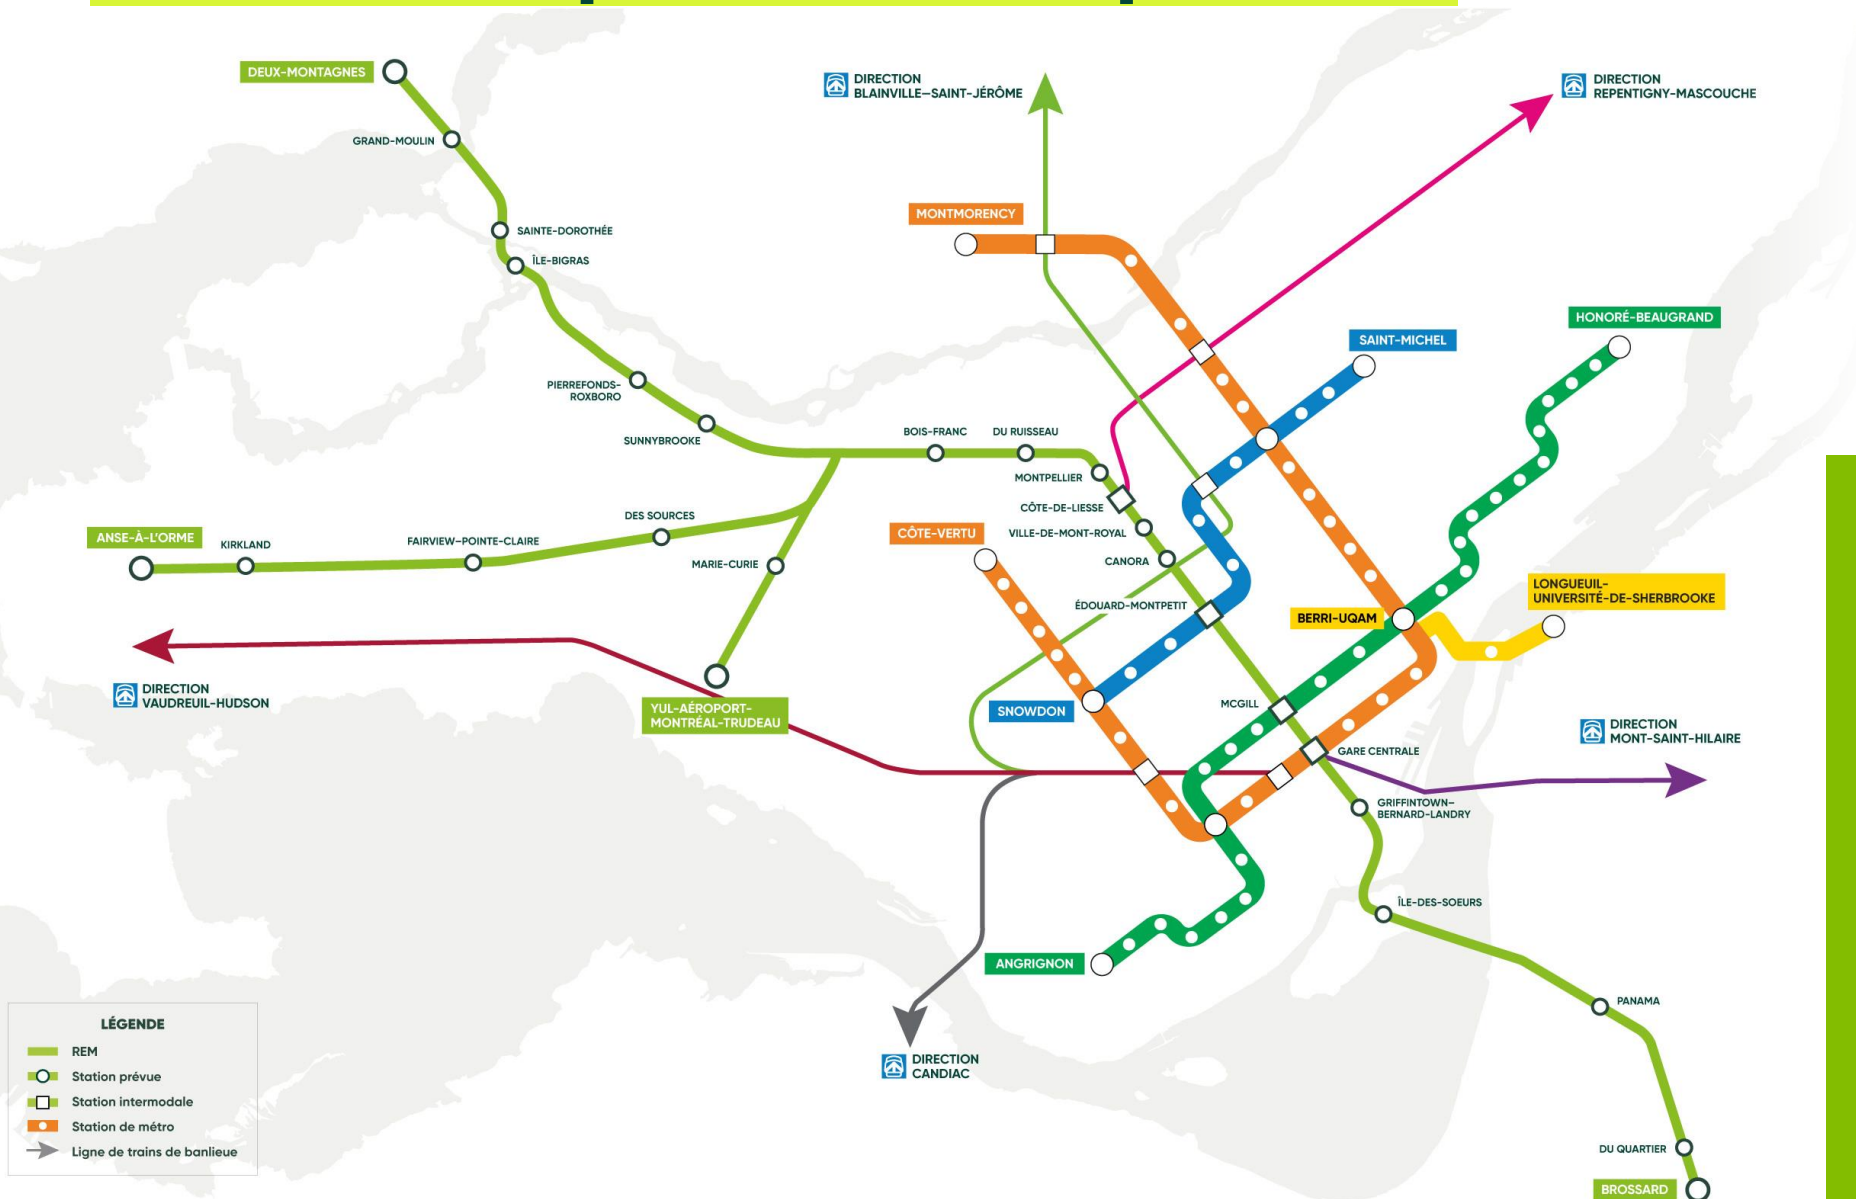 DEUX-MONTAGNES
GRAND-MOULIN
SAINTE-DOROTHÉE
ÎLE-BIGRAS
PIERREFONDS-
ROXBORO
SUNNYBROOKE
BOIS-FRANC
DU RUISSEAU
MONTPELLIER
CÔTE-DE-LIESSE
VILLE-DE-MONT-ROYAL
CANORA
ÉDOUARD-MONTPETIT
MCGILL
GARE CENTRALE
GRIFFINTOWN–
BERNARD-LANDRY
ÎLE-DES-SOEURS
PANAMA
DU QUARTIER
BROSSARD
ANSE-À-L'ORME
KIRKLAND
FAIRVIEW–POINTE-CLAIRE
DES SOURCES
MARIE-CURIE
YUL-AÉROPORT-
MONTRÉAL-TRUDEAU
DIRECTION
BLAINVILLE–SAINT-JÉRÔME
DIRECTION
REPENTIGNY-MASCOUCHE
MONTMORENCY
SAINT-MICHEL
HONORÉ-BEAUGRAND
CÔTE-VERTU
LONGUEUIL-
UNIVERSITÉ-DE-SHERBROOKE
BERRI-UQAM
SNOWDON
DIRECTION
VAUDREUIL-HUDSON
DIRECTION
MONT-SAINT-HILAIRE
ANGRIGNON
DIRECTION
CANDIAC
LÉGENDE
REM
Station prévue
Station intermodale
Station de métro
Ligne de trains de banlieue